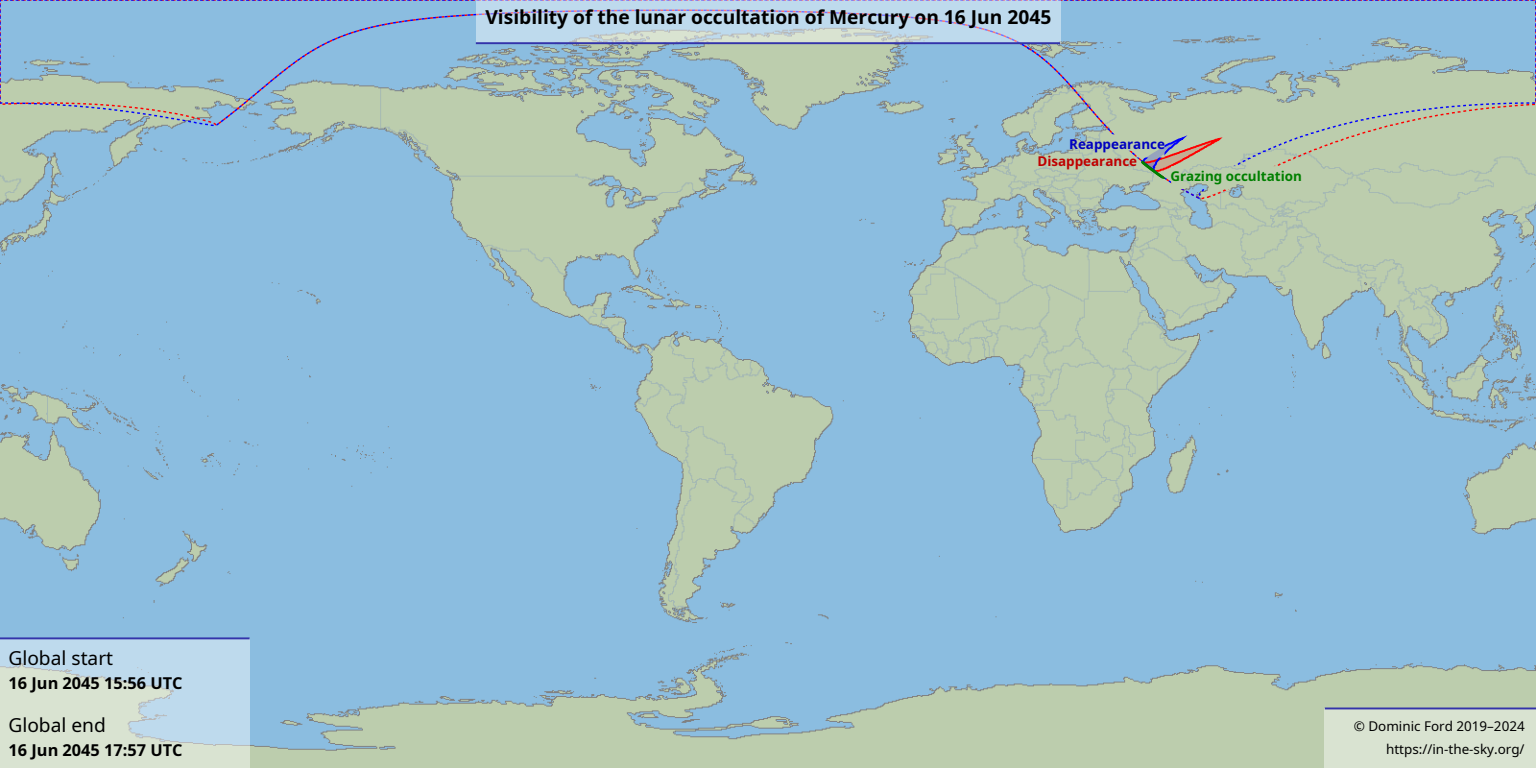 Visibility of the lunar occultation of Mercury on 16 Jun 2045
Reappearance
Disappearance
Grazing occultation
Global start
16 Jun 2045 15:56 UTC
Global end
16 Jun 2045 17:57 UTC
© Dominic Ford 2019–2024
https://in-the-sky.org/